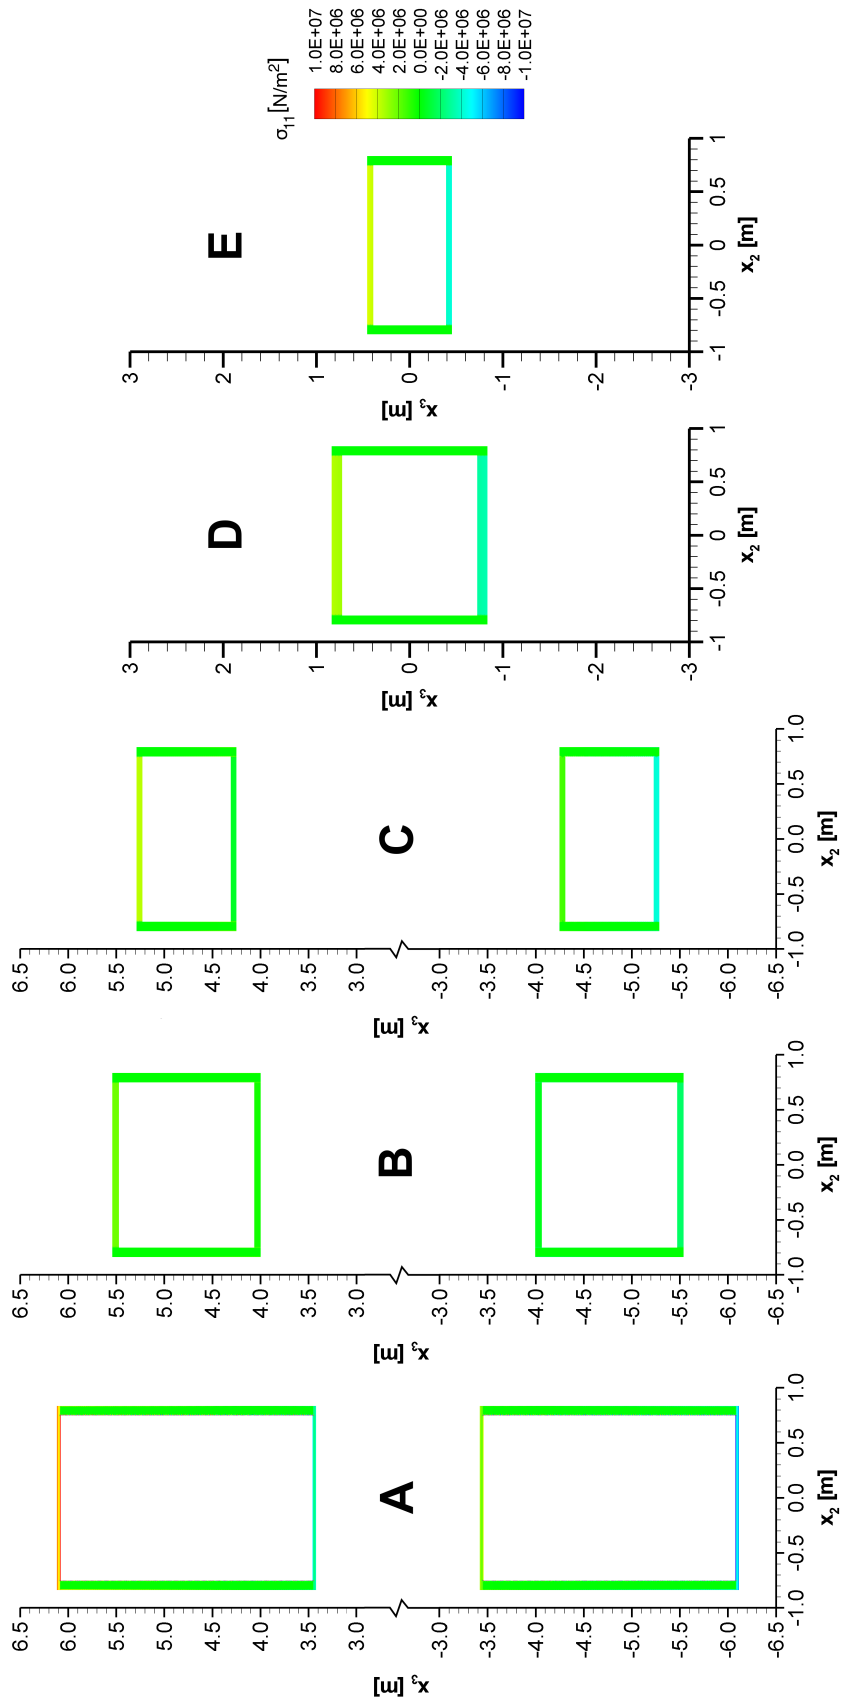 A
6.5
6.0
5.5
5.0
4.5
4.0
3.5
3.0
-3.0
-3.5
-4.0
-4.5
-5.0
-5.5
-6.0
-6.5
x₃ [m]
-1.0 -0.5 0.0 0.5 1.0
x₂ [m]
B
6.5
6.0
5.5
5.0
4.5
4.0
3.5
3.0
-3.0
-3.5
-4.0
-4.5
-5.0
-5.5
-6.0
-6.5
x₃ [m]
-1.0 -0.5 0.0 0.5 1.0
x₂ [m]
C
6.5
6.0
5.5
5.0
4.5
4.0
3.5
3.0
-3.0
-3.5
-4.0
-4.5
-5.0
-5.5
-6.0
-6.5
x₃ [m]
-1.0 -0.5 0.0 0.5 1.0
x₂ [m]
D
3
2
1
0
-1
-2
-3
x₃ [m]
-1 -0.5 0 0.5 1
x₂ [m]
E
3
2
1
0
-1
-2
-3
x₃ [m]
-1 -0.5 0 0.5 1
x₂ [m]
σ₁₁ [N/m²]
1.0E+07
8.0E+06
6.0E+06
4.0E+06
2.0E+06
0.0E+00
-2.0E+06
-4.0E+06
-6.0E+06
-8.0E+06
-1.0E+07